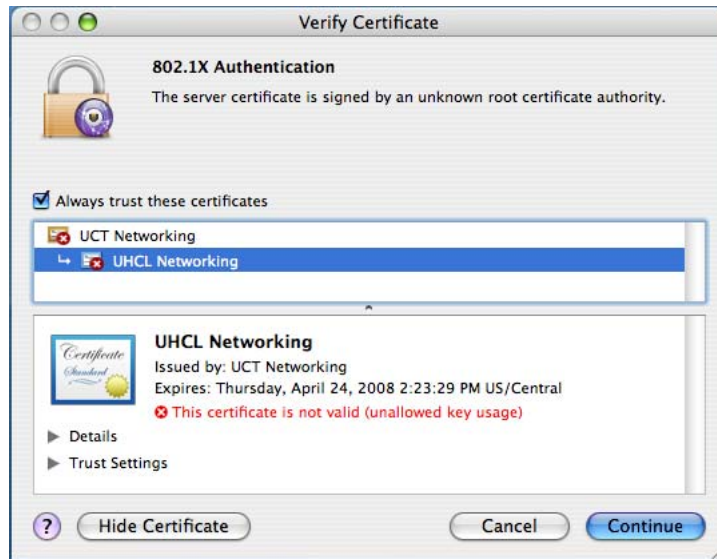 Verify Certificate
802.1X Authentication
The server certificate is signed by an unknown root certificate authority.
Always trust these certificates
UCT Networking
UHCL Networking
Certificate
Standard
UHCL Networking
Issued by: UCT Networking
Expires: Thursday, April 24, 2008 2:23:29 PM US/Central
This certificate is not valid (unallowed key usage)
Details
Trust Settings
?
Hide Certificate
Cancel
Continue